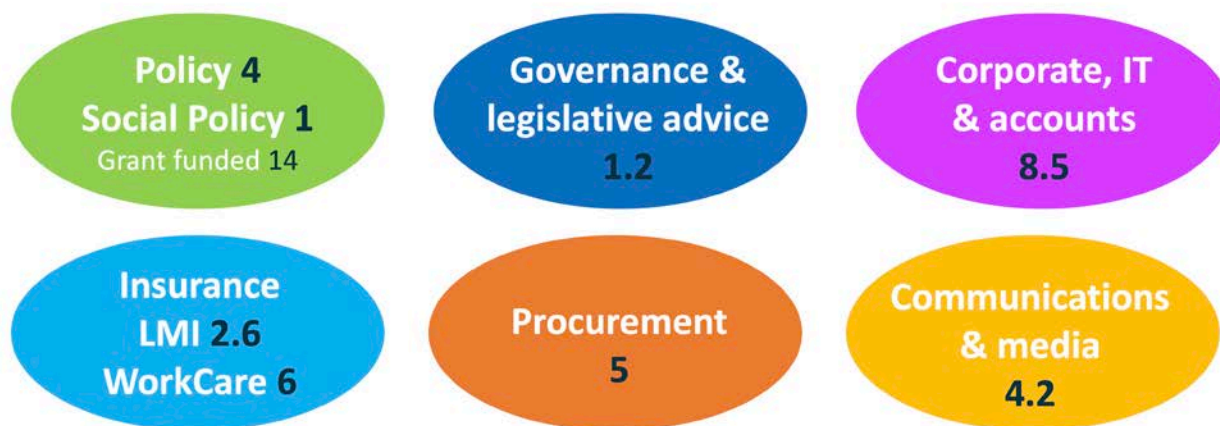 Policy 4
Social Policy 1
Grant funded 14
Governance &
legislative advice
1.2
Corporate, IT
& accounts
8.5
Insurance
LMI 2.6
WorkCare 6
Procurement
5
Communications
& media
4.2